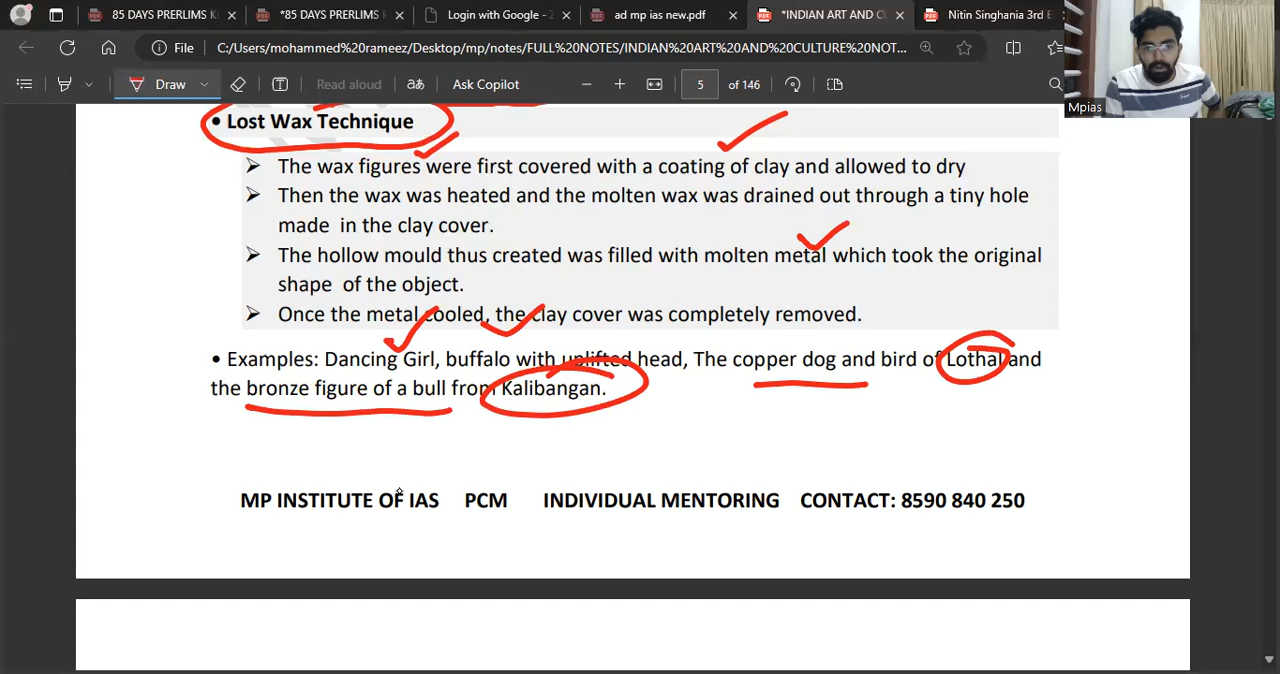 85 DAYS PRERLIMS K
*85 DAYS PRERLIMS
Login with Google - 2
ad mp ias new.pdf
*INDIAN ART AND CU
Nitin Singhania 3rd E
File C:/Users/mohammed%20rameez/Desktop/mp/notes/FULL%20NOTES/INDIAN%20ART%20AND%20CULTURE%20NOT...
Draw Read aloud aあ Ask Copilot 5 of 146
Mpias
• Lost Wax Technique
➢ The wax figures were first covered with a coating of clay and allowed to dry
➢ Then the wax was heated and the molten wax was drained out through a tiny hole
made in the clay cover.
➢ The hollow mould thus created was filled with molten metal which took the original
shape of the object.
➢ Once the metal cooled, the clay cover was completely removed.
• Examples: Dancing Girl, buffalo with uplifted head, The copper dog and bird of Lothal and
the bronze figure of a bull from Kalibangan.
MP INSTITUTE OF IAS PCM INDIVIDUAL MENTORING CONTACT: 8590 840 250